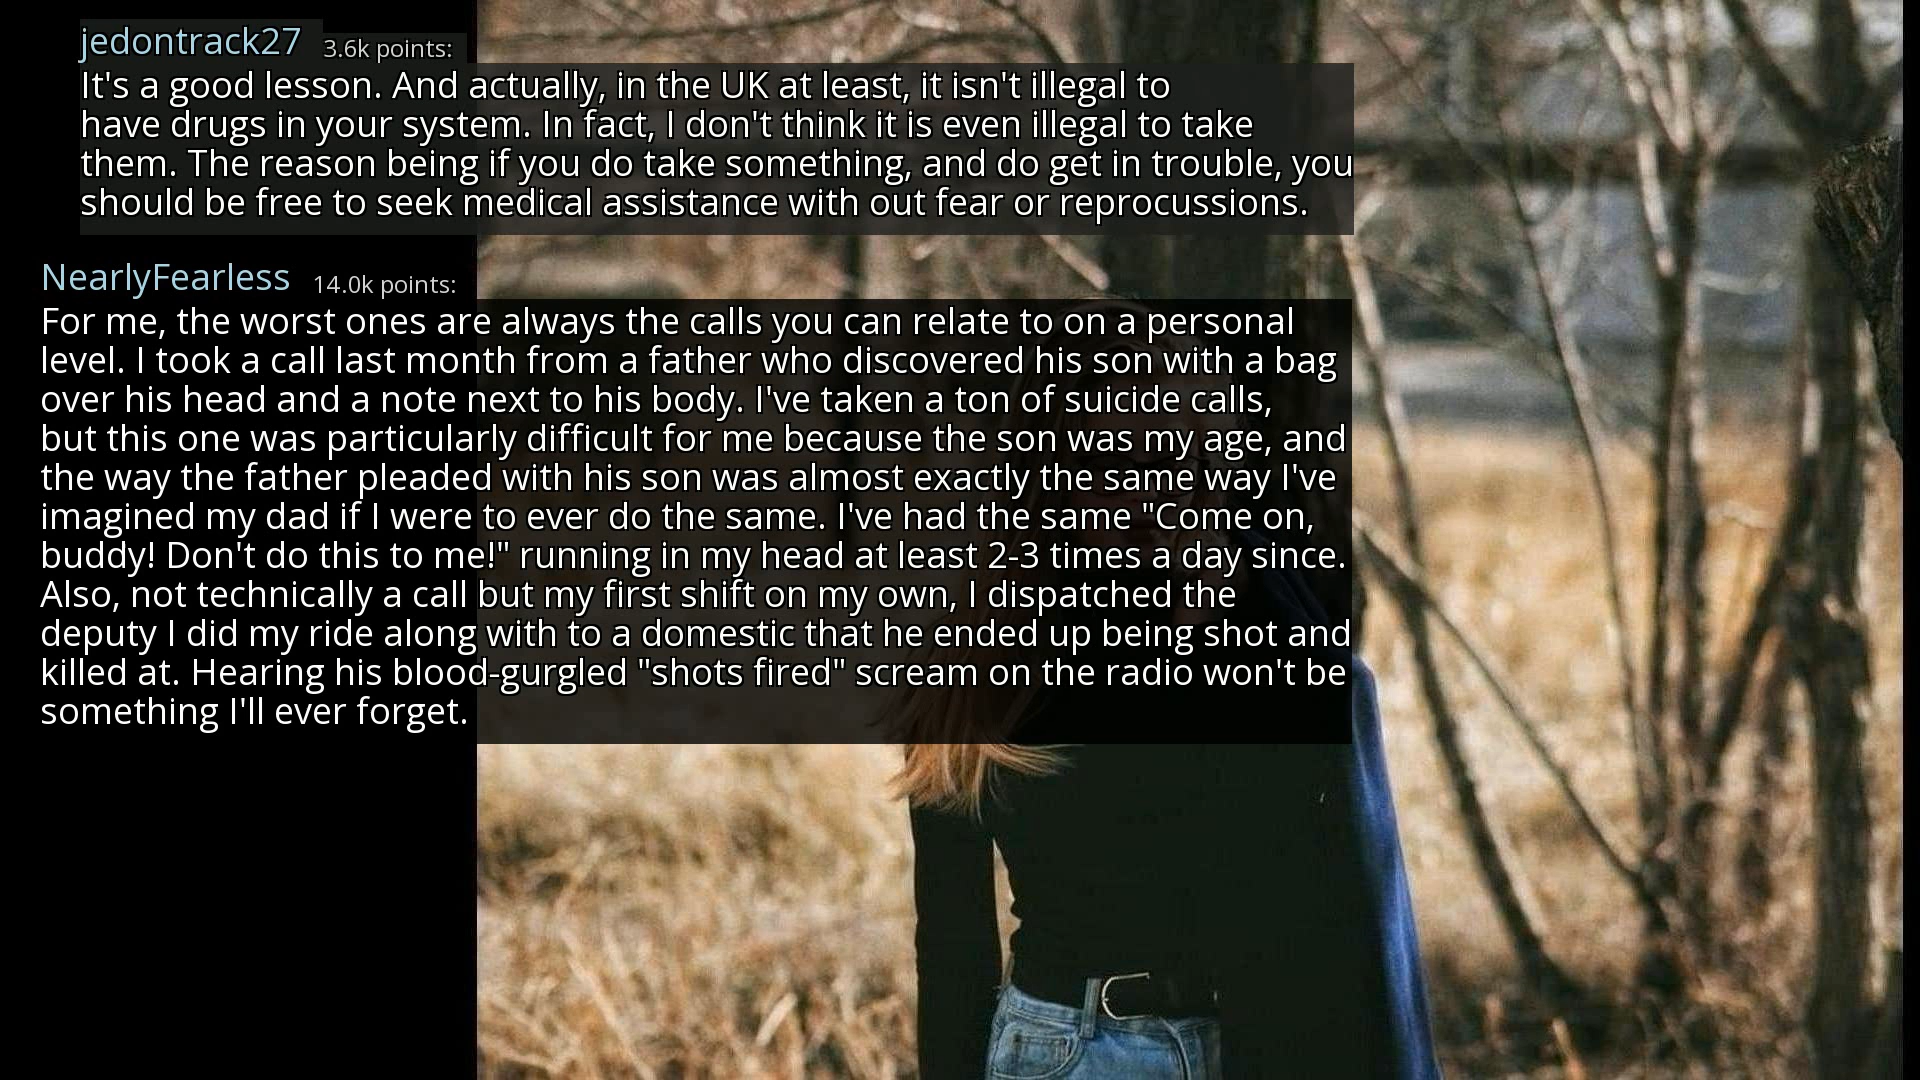 jedontrack27 3.6k points:
It's a good lesson. And actually, in the UK at least, it isn't illegal to
have drugs in your system. In fact, I don't think it is even illegal to take
them. The reason being if you do take something, and do get in trouble, you
should be free to seek medical assistance with out fear or reprocussions.
NearlyFearless 14.0k points:
For me, the worst ones are always the calls you can relate to on a personal
level. I took a call last month from a father who discovered his son with a bag
over his head and a note next to his body. I've taken a ton of suicide calls,
but this one was particularly difficult for me because the son was my age, and
the way the father pleaded with his son was almost exactly the same way I've
imagined my dad if I were to ever do the same. I've had the same "Come on,
buddy! Don't do this to me!" running in my head at least 2-3 times a day since.
Also, not technically a call but my first shift on my own, I dispatched the
deputy I did my ride along with to a domestic that he ended up being shot and
killed at. Hearing his blood-gurgled "shots fired" scream on the radio won't be
something I'll ever forget.